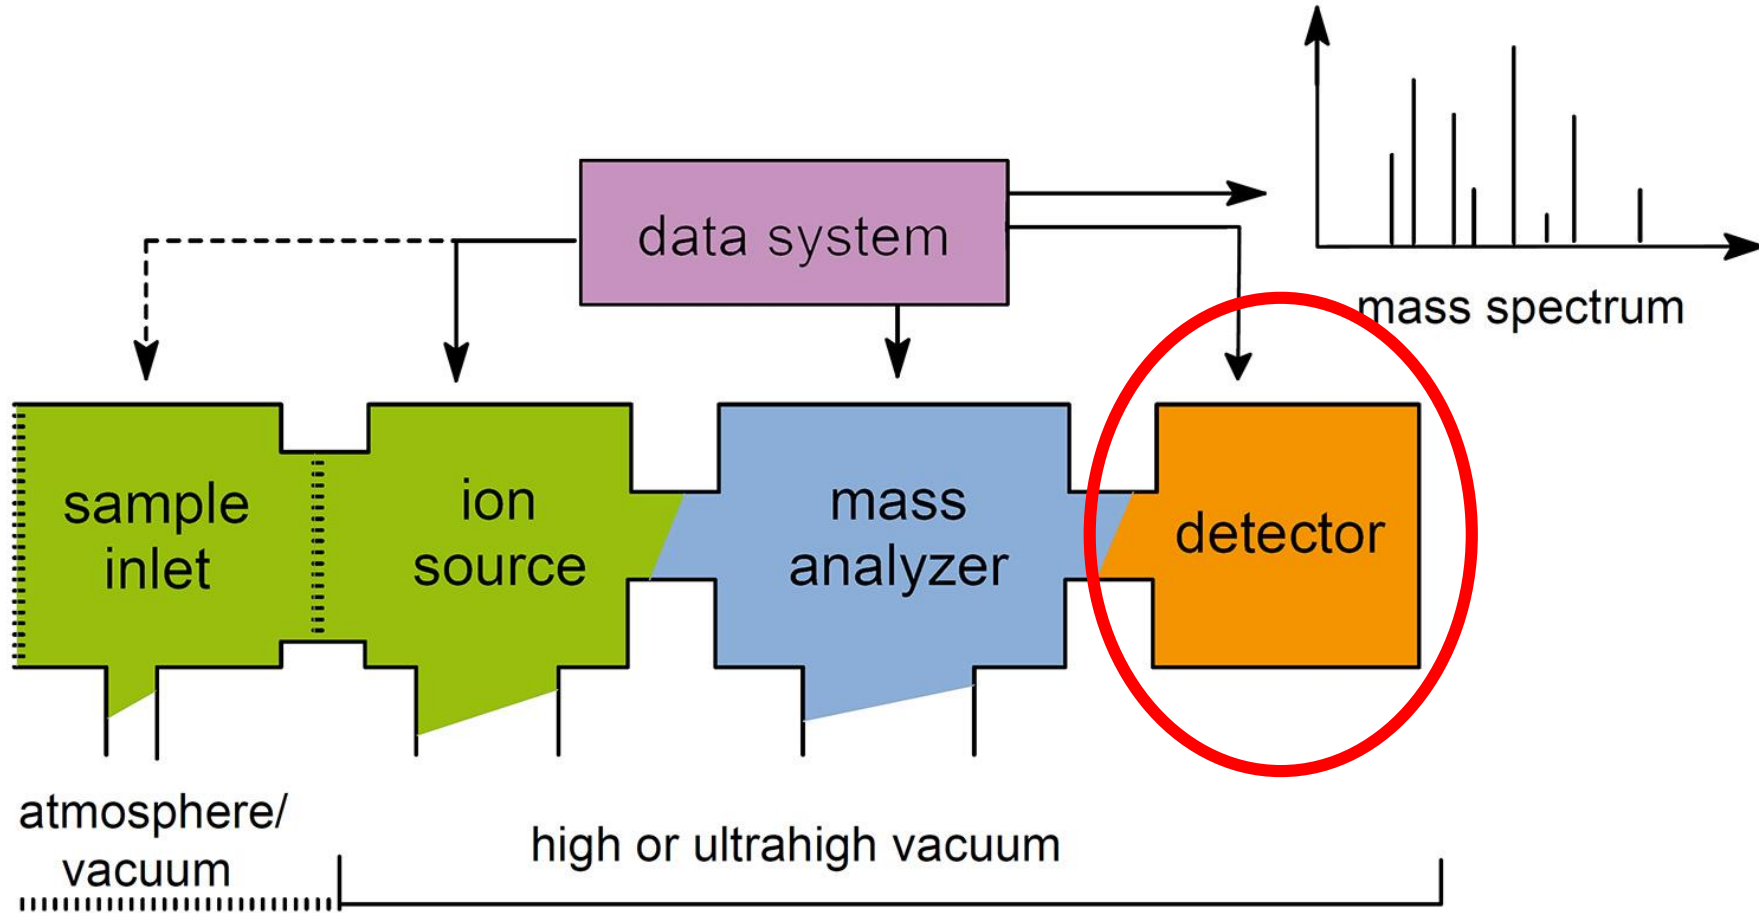 data system
mass spectrum
sample
inlet
ion
source
mass
analyzer
detector
atmosphere/
vacuum
high or ultrahigh vacuum